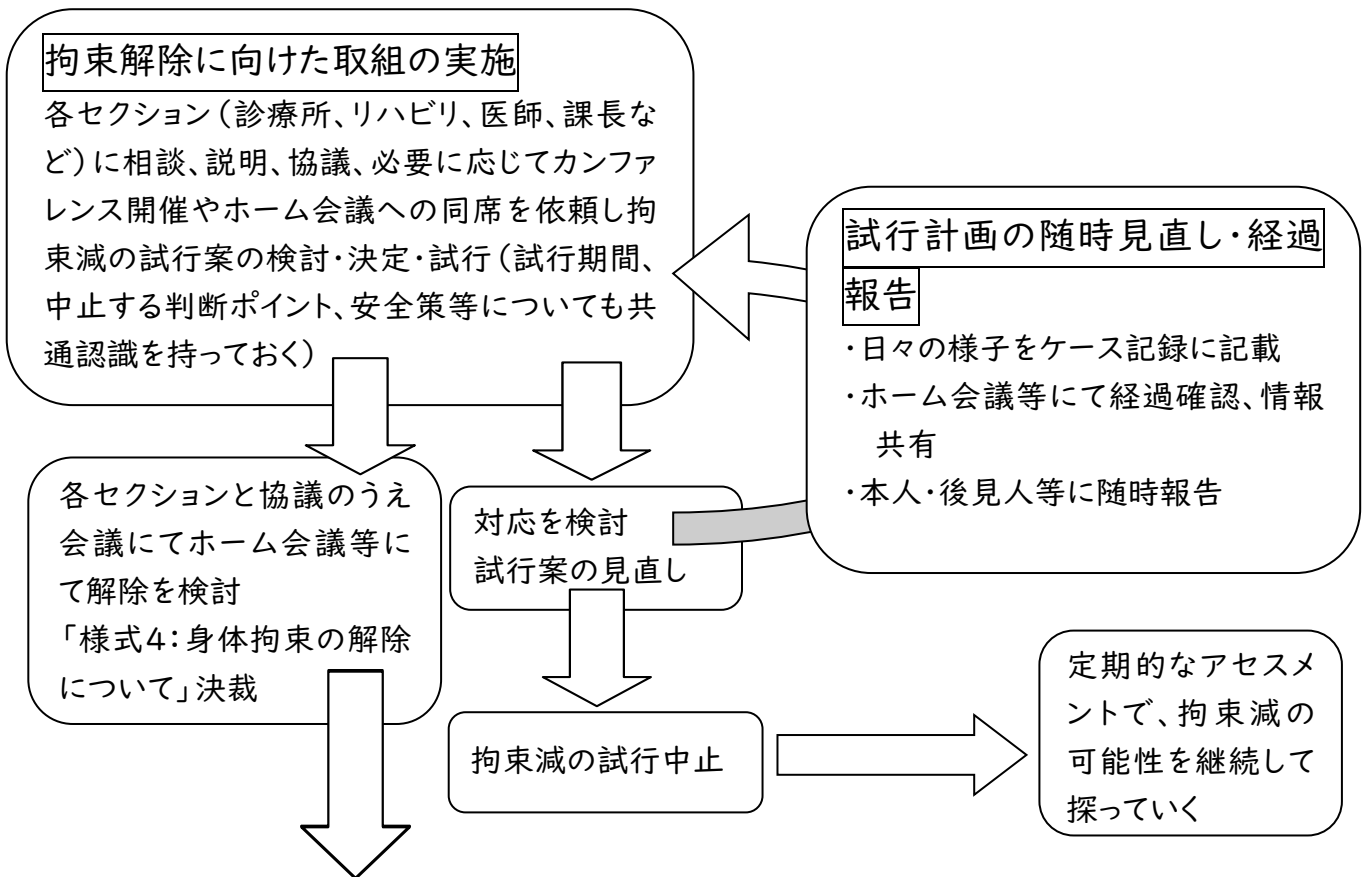 拘束解除に向けた取組の実施
各セクション(診療所、リハビリ、医師、課長な
ど)に相談、説明、協議、必要に応じてカンファ
レンス開催やホーム会議への同席を依頼し拘
束減の試行案の検討・決定・試行(試行期間、
中止する判断ポイント、安全策等についても共
通認識を持っておく)
試行計画の随時見直し・経過
報告
・日々の様子をケース記録に記載
・ホーム会議等にて経過確認、情報
共有
・本人・後見人等に随時報告
各セクションと協議のうえ
会議にてホーム会議等に
て解除を検討
「様式4:身体拘束の解除
について」決裁
対応を検討
試行案の見直し
拘束減の試行中止
定期的なアセスメ
ントで、拘束減の
可能性を継続して
探っていく